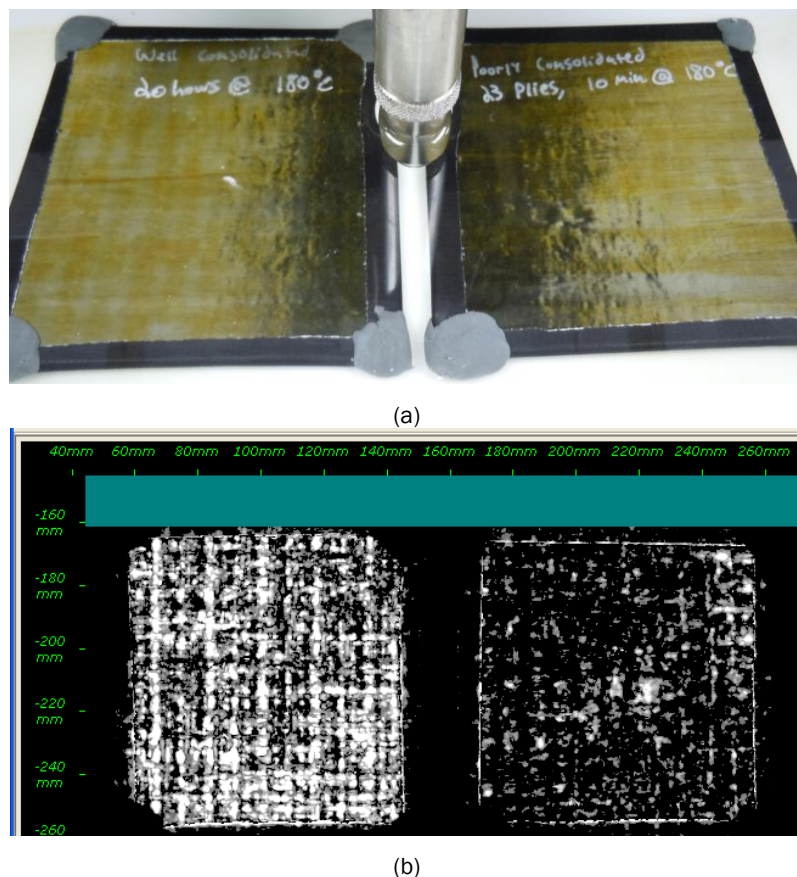 Well Consolidated
20 hours @ 180°C
Poorly Consolidated
23 Plies, 10 min @ 180°C
(a)
40mm 60mm 80mm 100mm 120mm 140mm 160mm 180mm 200mm 220mm 240mm 260mm
-160
mm
-180
mm
-200
mm
-220
mm
-240
mm
-260
(b)